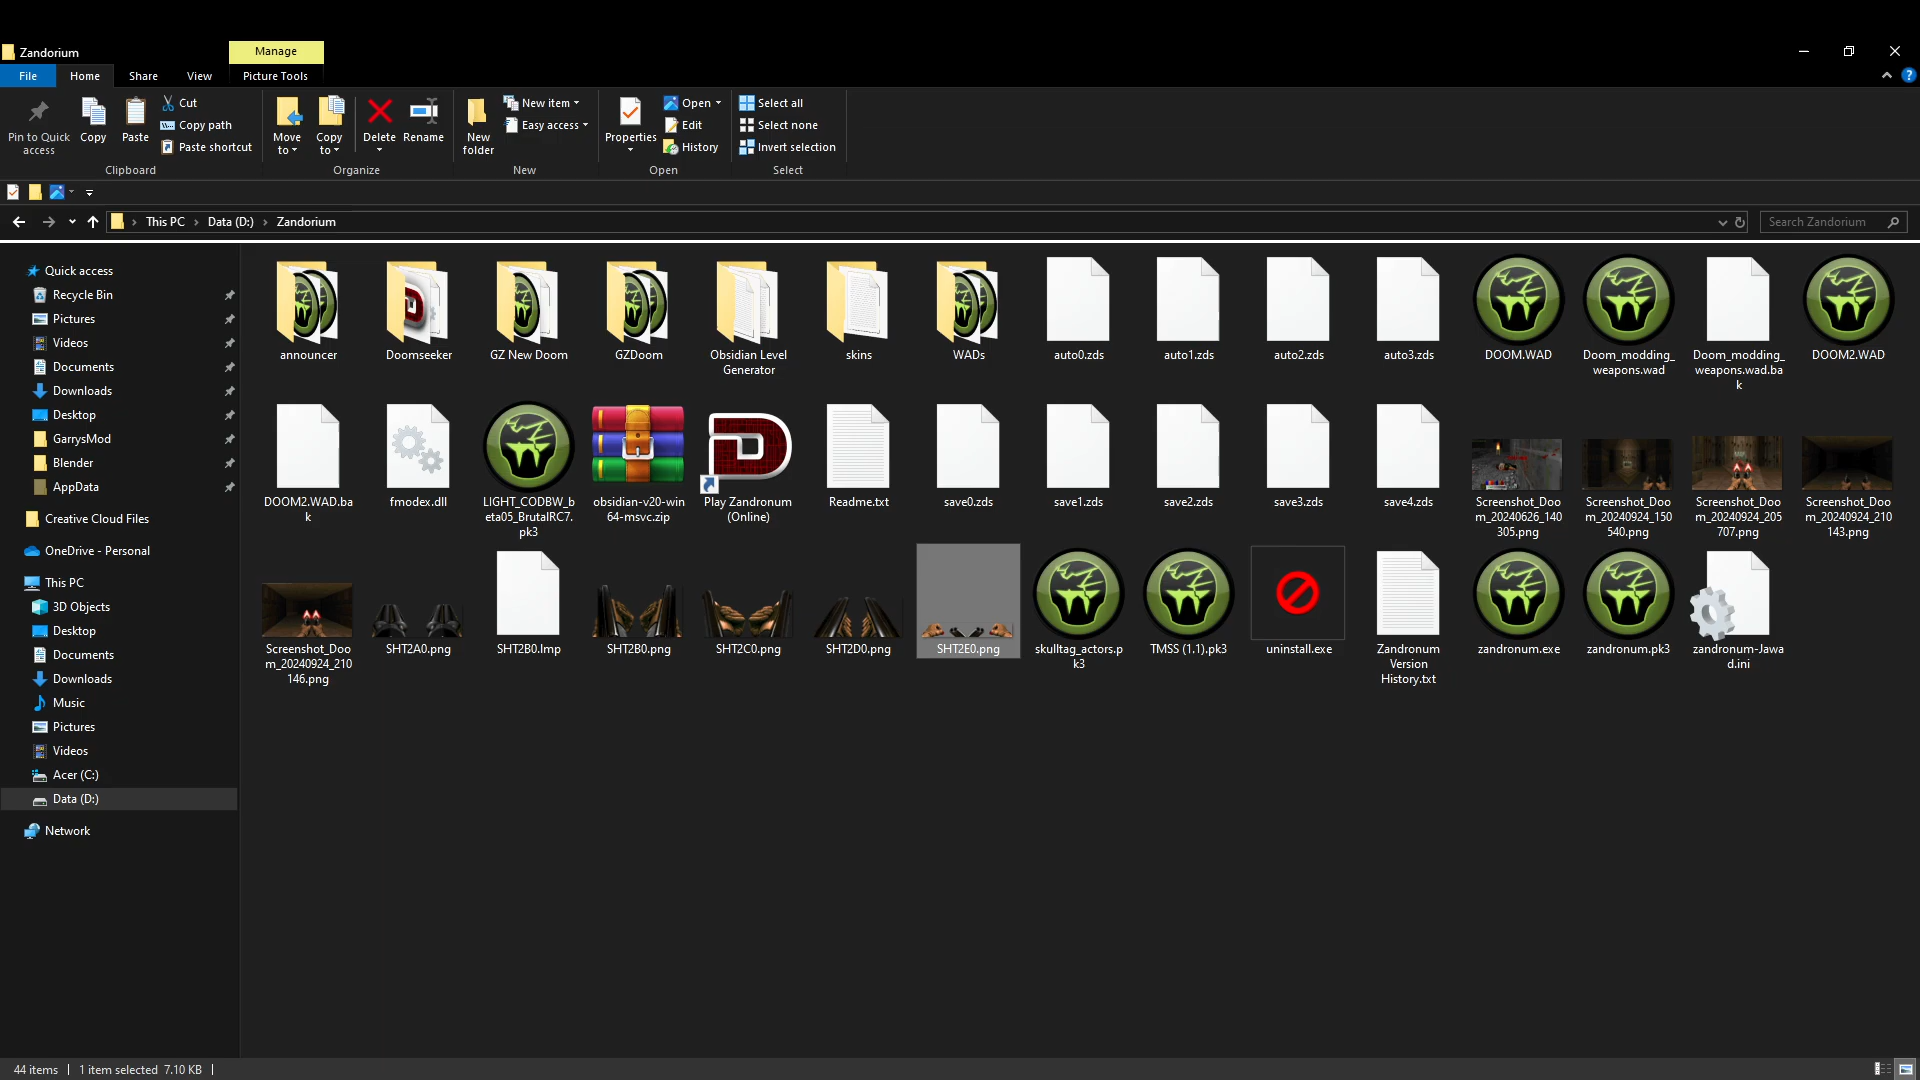 Zandorium
Manage
File
Home
Share
View
Picture Tools
Pin to Quick
access
Copy
Paste
Cut
Copy path
Paste shortcut
Clipboard
Move
to
Copy
to
Delete
Rename
Organize
New
folder
New item
Easy access
New
Properties
Open
Edit
History
Open
Select all
Select none
Invert selection
Select
This PC
Data (D:)
Zandorium
Search Zandorium
Quick access
Recycle Bin
Pictures
Videos
Documents
Downloads
Desktop
GarrysMod
Blender
AppData
Creative Cloud Files
OneDrive - Personal
This PC
3D Objects
Desktop
Documents
Downloads
Music
Pictures
Videos
Acer (C:)
Data (D:)
Network
announcer
Doomseeker
GZ New Doom
GZDoom
Obsidian Level
Generator
skins
WADs
auto0.zds
auto1.zds
auto2.zds
auto3.zds
DOOM.WAD
Doom_modding_
weapons.wad
Doom_modding_
weapons.wad.ba
k
DOOM2.WAD
DOOM2.WAD.ba
k
fmodex.dll
LIGHT_CODBW_b
eta05_BrutalRC7.
pk3
obsidian-v20-win
64-msvc.zip
Play Zandronum
(Online)
Readme.txt
save0.zds
save1.zds
save2.zds
save3.zds
save4.zds
Screenshot_Doo
m_20240626_140
305.png
Screenshot_Doo
m_20240924_150
540.png
Screenshot_Doo
m_20240924_205
707.png
Screenshot_Doo
m_20240924_210
143.png
Screenshot_Doo
m_20240924_210
146.png
SHT2A0.png
SHT2B0.lmp
SHT2B0.png
SHT2C0.png
SHT2D0.png
SHT2E0.png
skulltag_actors.p
k3
TMSS (1,1).pk3
uninstall.exe
Zandronum
Version
History.txt
zandronum.exe
zandronum.pk3
zandronum-Jawa
d.ini
44 items
1 item selected 7.10 KB